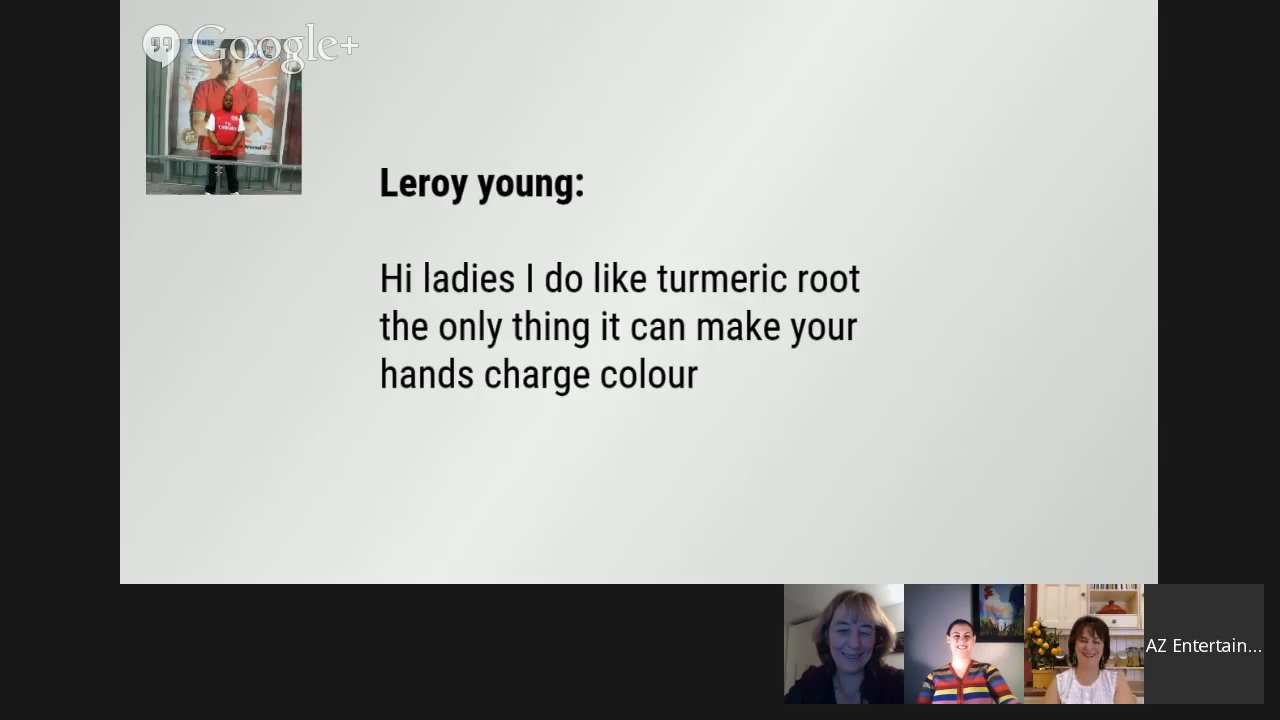 Google+
Leroy young:
Hi ladies I do like turmeric root
the only thing it can make your
hands charge colour
AZ Entertain...